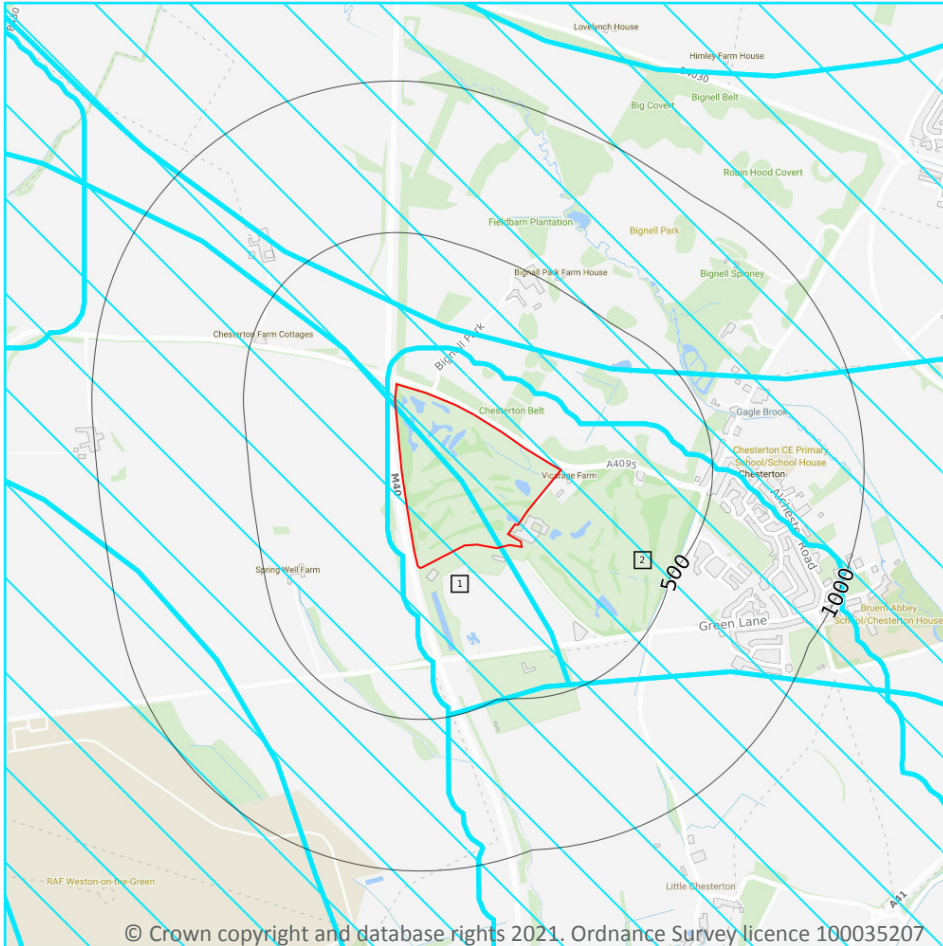 B430
Lovelynch House
Himley Farm House
B4030
Bignell Belt
Big Covert
Robin Hood Covert
Fieldbarn Plantation
Bignell Park
Bignell Spinney
Bignall Park Farm House
Chesterton Farm Cottages
Bignell Park
Chesterton Belt
Gagle Brook
Chesterton CE Primary
School/School House
Chesterton
A4095
Vicarage Farm
M40
Alchester Road
Spring Well Farm
1
2
500
1000
Green Lane
Bruern Abbey
School/Chesterton House
RAF Weston-on-the-Green
Little Chesterton
A41
© Crown copyright and database rights 2021. Ordnance Survey licence 100035207